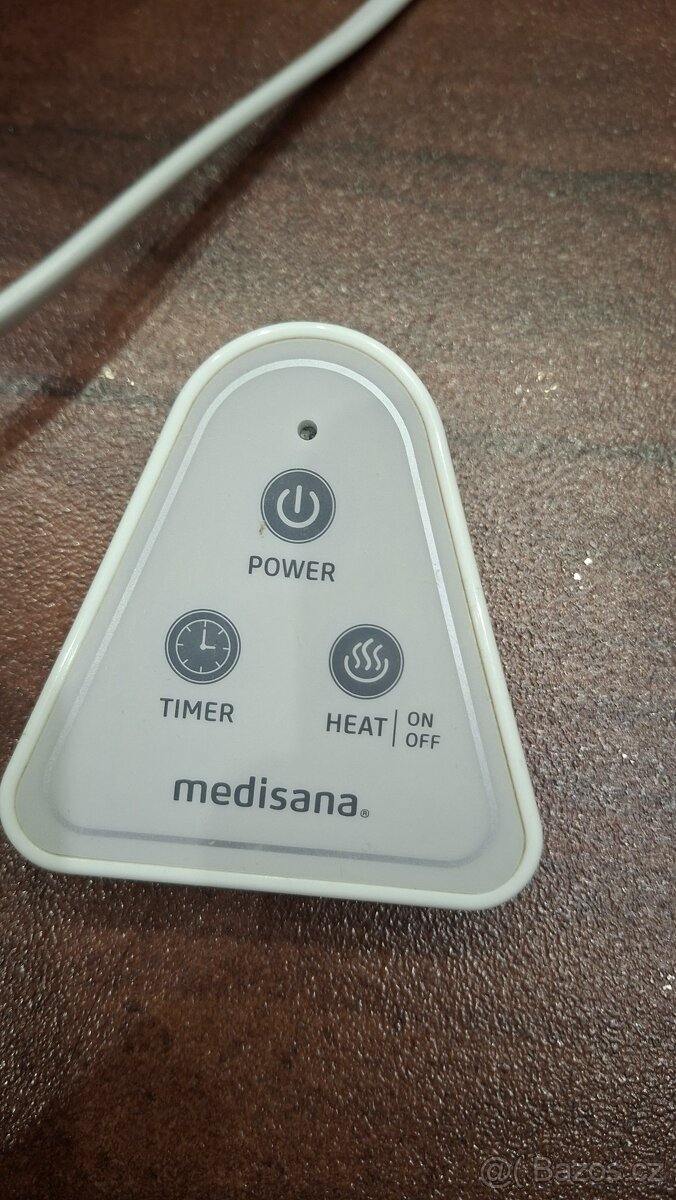 POWER
TIMER
HEAT | ON OFF
medisana®
@( Bazos.cz